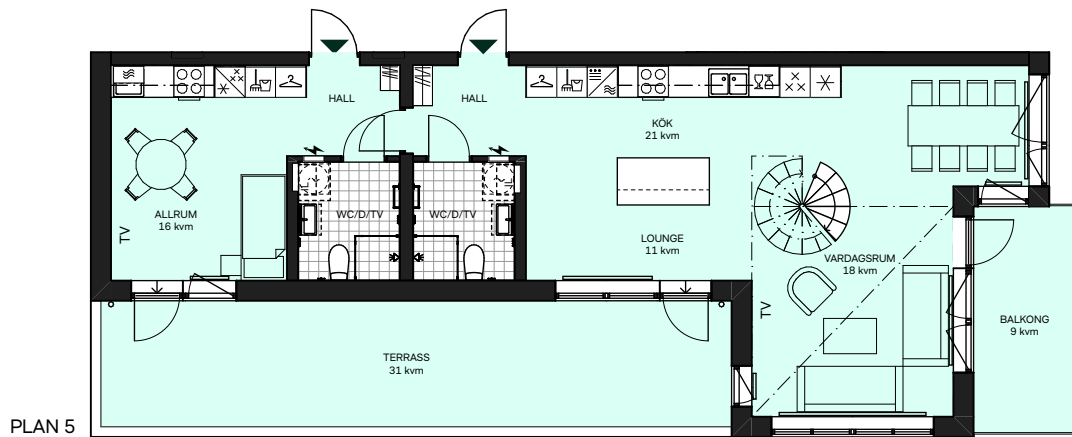 HALL
HALL
KÖK
21 kvm
ALLRUM
16 kvm
TV
WC/D/TV
WC/D/TV
LOUNGE
11 kvm
VARDAGSRUM
18 kvm
TV
BALKONG
9 kvm
TERRASS
31 kvm
PLAN 5